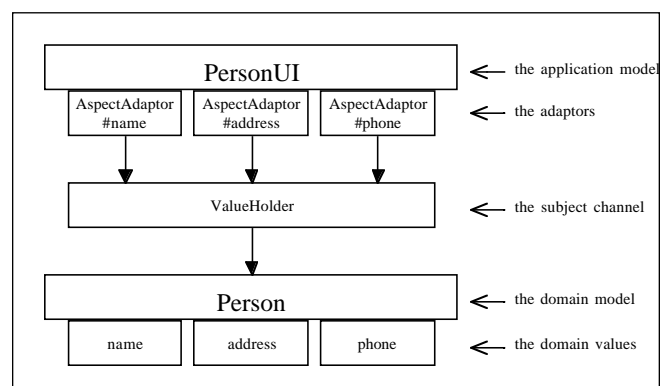 PersonUI
the application model
AspectAdaptor
#name
AspectAdaptor
#address
AspectAdaptor
#phone
the adaptors
ValueHolder
the subject channel
Person
the domain model
name
address
phone
the domain values